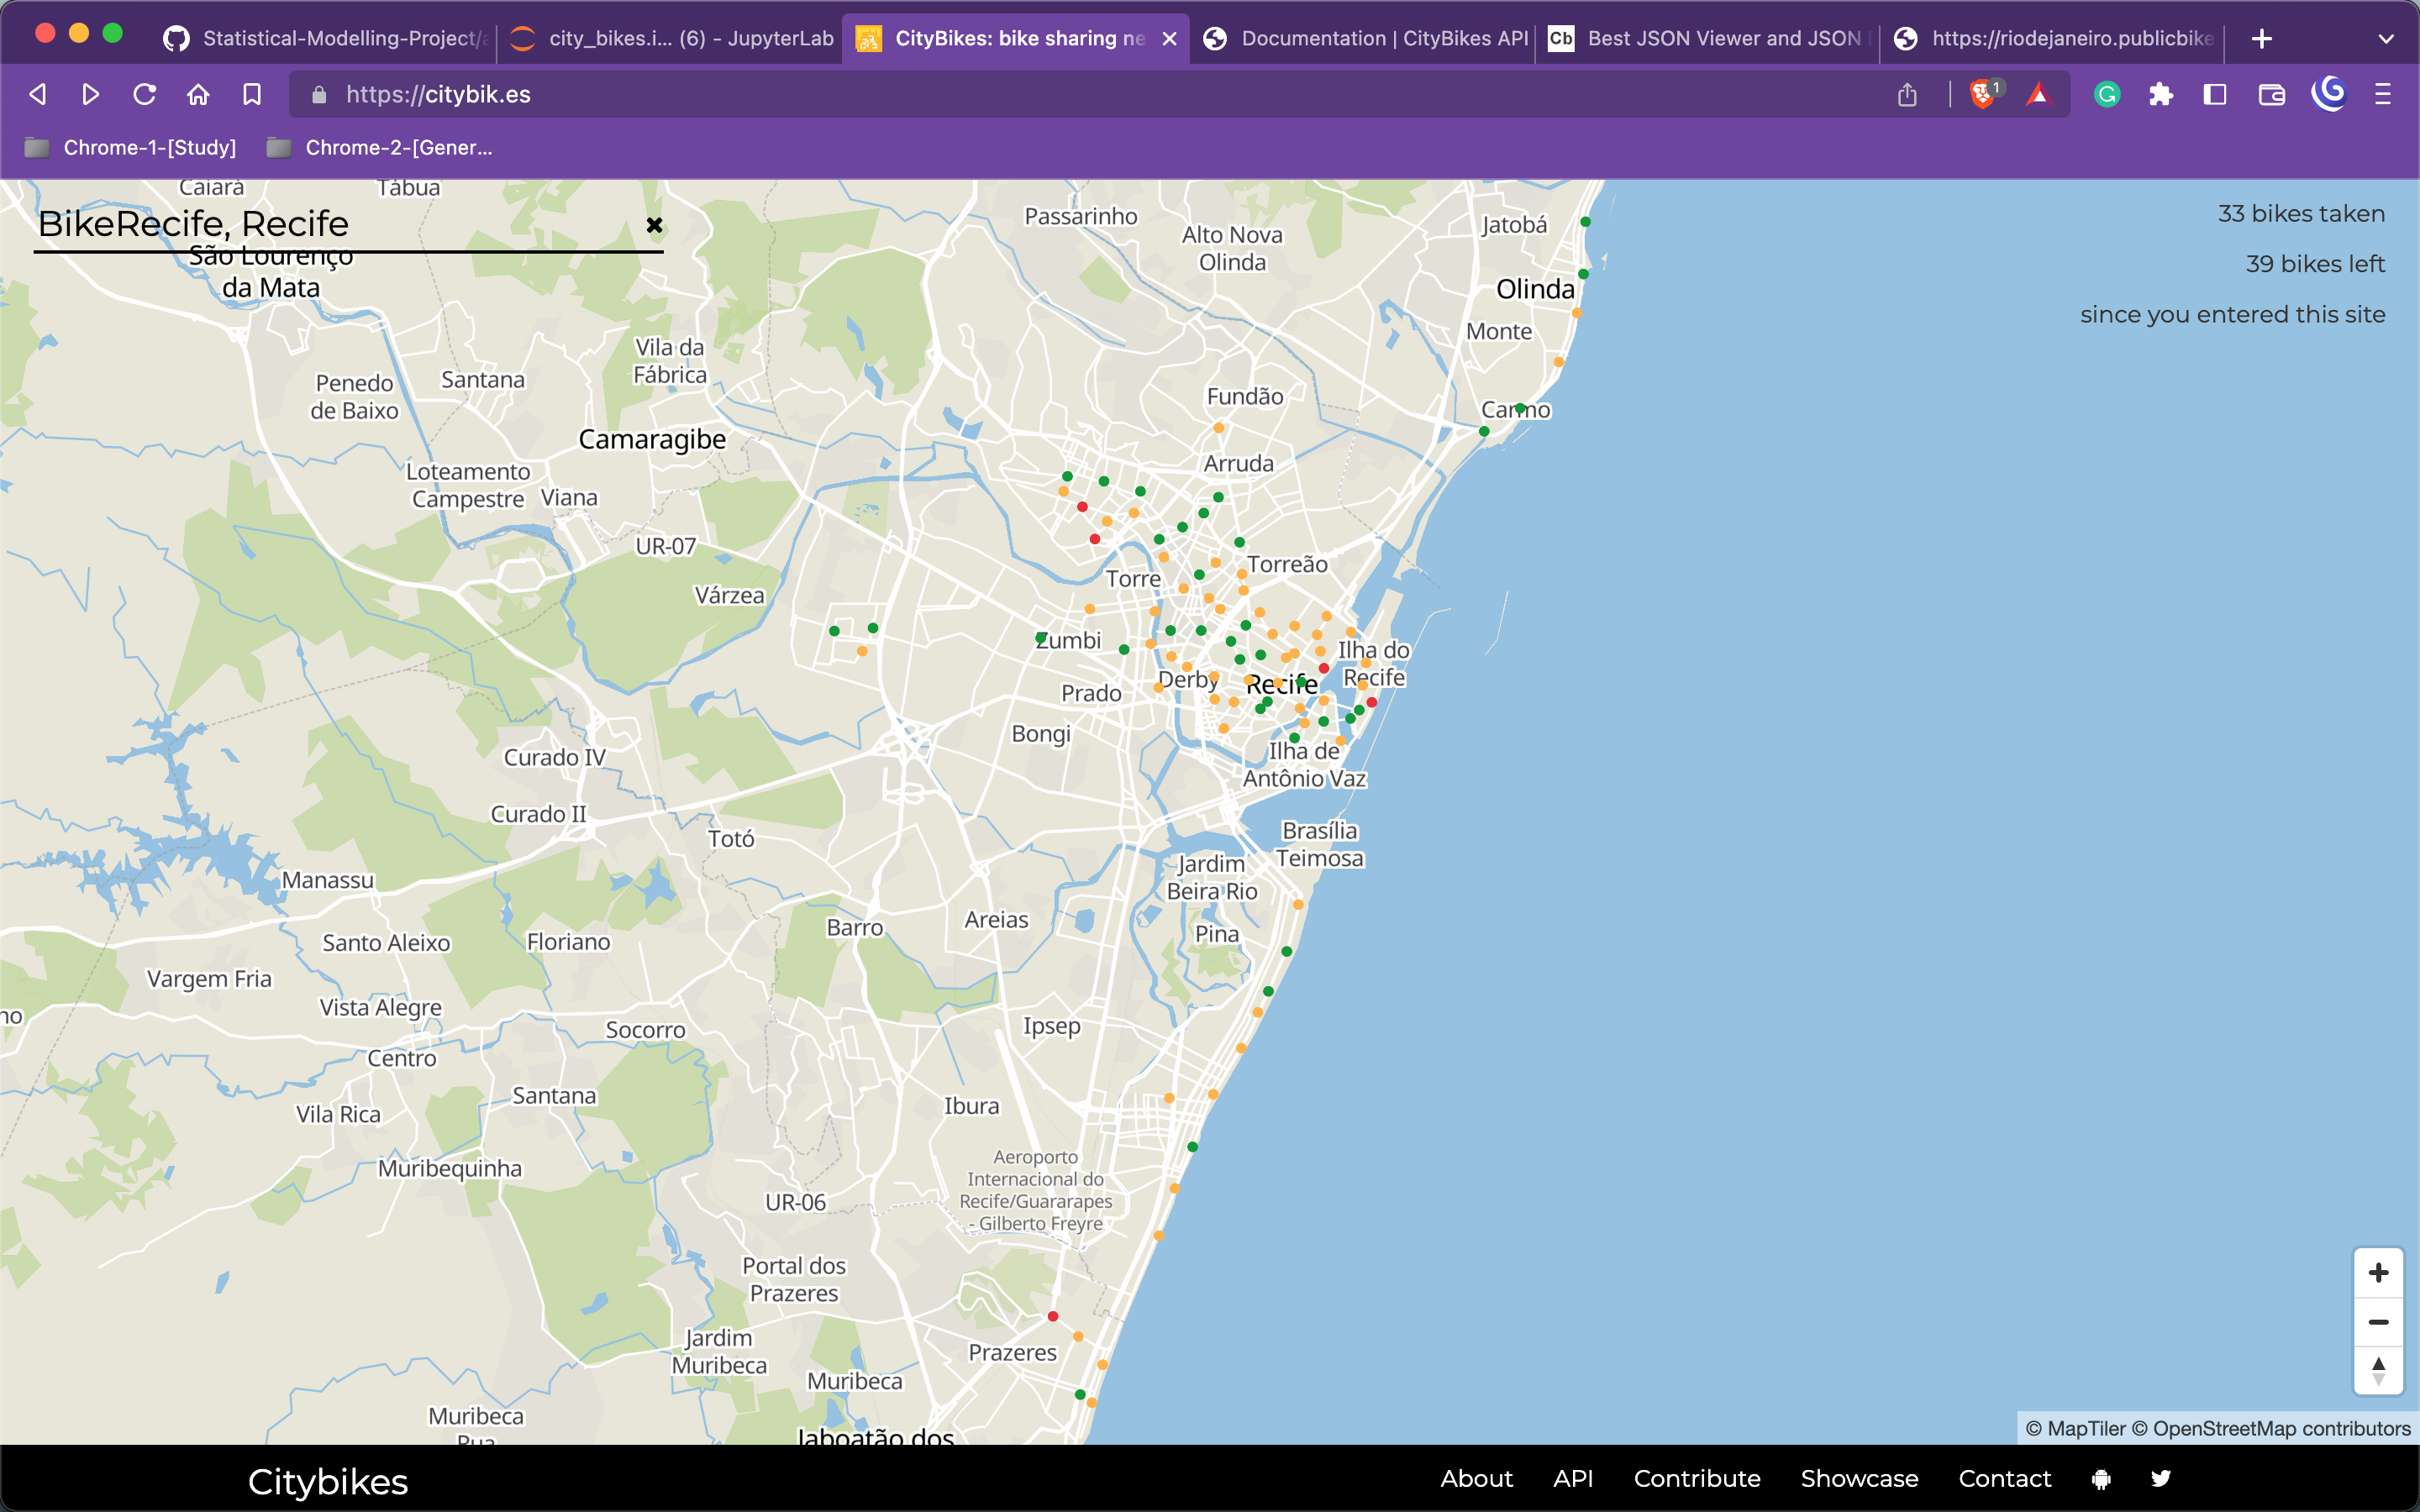 Statistical-Modelling-Project/
city_bikes.i... (6) - JupyterLab
CityBikes: bike sharing ne
Documentation | CityBikes API
Cb
Best JSON Viewer and JSON
https://riodejaneiro.publicbike
https://citybik.es
1
Chrome-1-[Study]
Chrome-2-[Gener...
BikeRecife, Recife
33 bikes taken
39 bikes left
since you entered this site
Caiará
Tábua
Passarinho
Jatobá
Alto Nova
Olinda
São Lourenço
da Mata
Olinda
Monte
Vila da
Fábrica
Penedo
de Baixo
Santana
Fundão
Carmo
Camaragibe
Arruda
Loteamento
Campestre
Viana
UR-07
Torreão
Torre
Várzea
Zumbi
Ilha do
Recife
Derby
Recife
Prado
Bongi
Ilha de
Antônio Vaz
Curado IV
Curado II
Totó
Brasília
Teimosa
Jardim
Beira Rio
Manassu
Areias
Barro
Pina
Santo Aleixo
Floriano
Vargem Fria
Vista Alegre
Socorro
Ipsep
Centro
Santana
Ibura
Vila Rica
Muribequinha
Aeroporto
Internacional do
Recife/Guararapes
- Gilberto Freyre
UR-06
Portal dos
Prazeres
Jardim
Muribeca
Prazeres
Muribeca
Muribeca
Rua
Jaboatão dos
© MapTiler © OpenStreetMap contributors
Citybikes
About
API
Contribute
Showcase
Contact